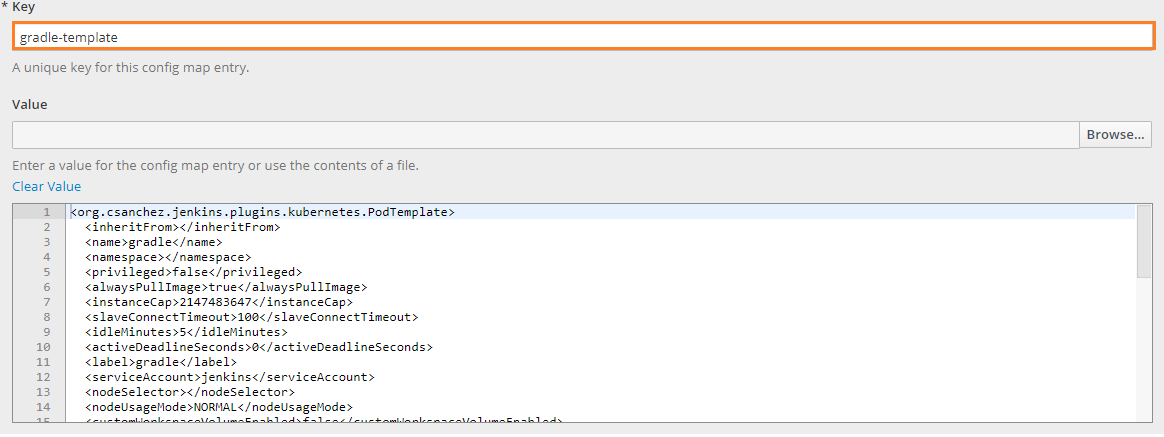 * Key
gradle-template
A unique key for this config map entry.
Value
Browse...
Enter a value for the config map entry or use the contents of a file.
Clear Value
1 <org.csanchez.jenkins.plugins.kubernetes.PodTemplate>
2 <inheritFrom></inheritFrom>
3 <name>gradle</name>
4 <namespace></namespace>
5 <privileged>false</privileged>
6 <alwaysPullImage>true</alwaysPullImage>
7 <instanceCap>2147483647</instanceCap>
8 <slaveConnectTimeout>100</slaveConnectTimeout>
9 <idleMinutes>5</idleMinutes>
10 <activeDeadlineSeconds>0</activeDeadlineSeconds>
11 <label>gradle</label>
12 <serviceAccount>jenkins</serviceAccount>
13 <nodeSelector></nodeSelector>
14 <nodeUsageMode>NORMAL</nodeUsageMode>
15 <customWorkspaceVolumeEnabled>false</customWorkspaceVolumeEnabled>